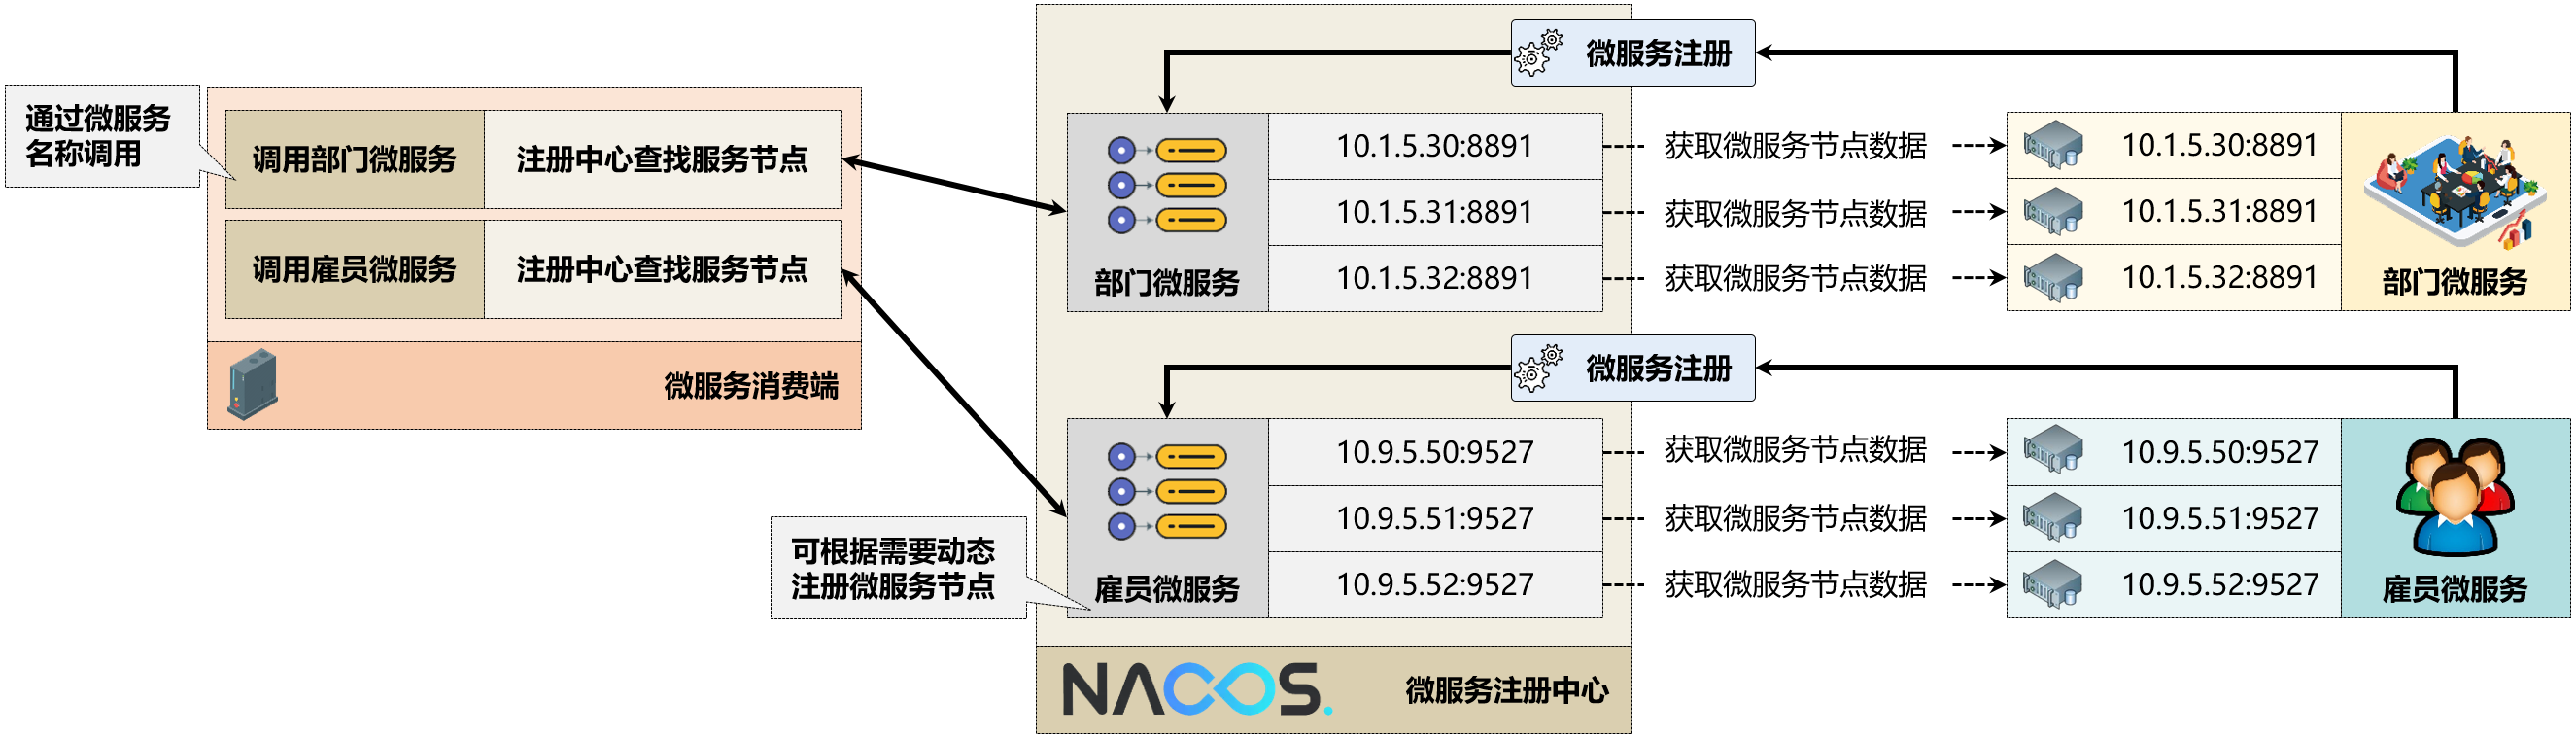 通过微服务
名称调用
调用部门微服务
注册中心查找服务节点
调用雇员微服务
注册中心查找服务节点
微服务消费端
可根据需要动态
注册微服务节点
微服务注册
部门微服务
10.1.5.30:8891
10.1.5.31:8891
10.1.5.32:8891
获取微服务节点数据
获取微服务节点数据
获取微服务节点数据
10.1.5.30:8891
10.1.5.31:8891
10.1.5.32:8891
部门微服务
微服务注册
雇员微服务
10.9.5.50:9527
10.9.5.51:9527
10.9.5.52:9527
获取微服务节点数据
获取微服务节点数据
获取微服务节点数据
10.9.5.50:9527
10.9.5.51:9527
10.9.5.52:9527
雇员微服务
NACOS.
微服务注册中心